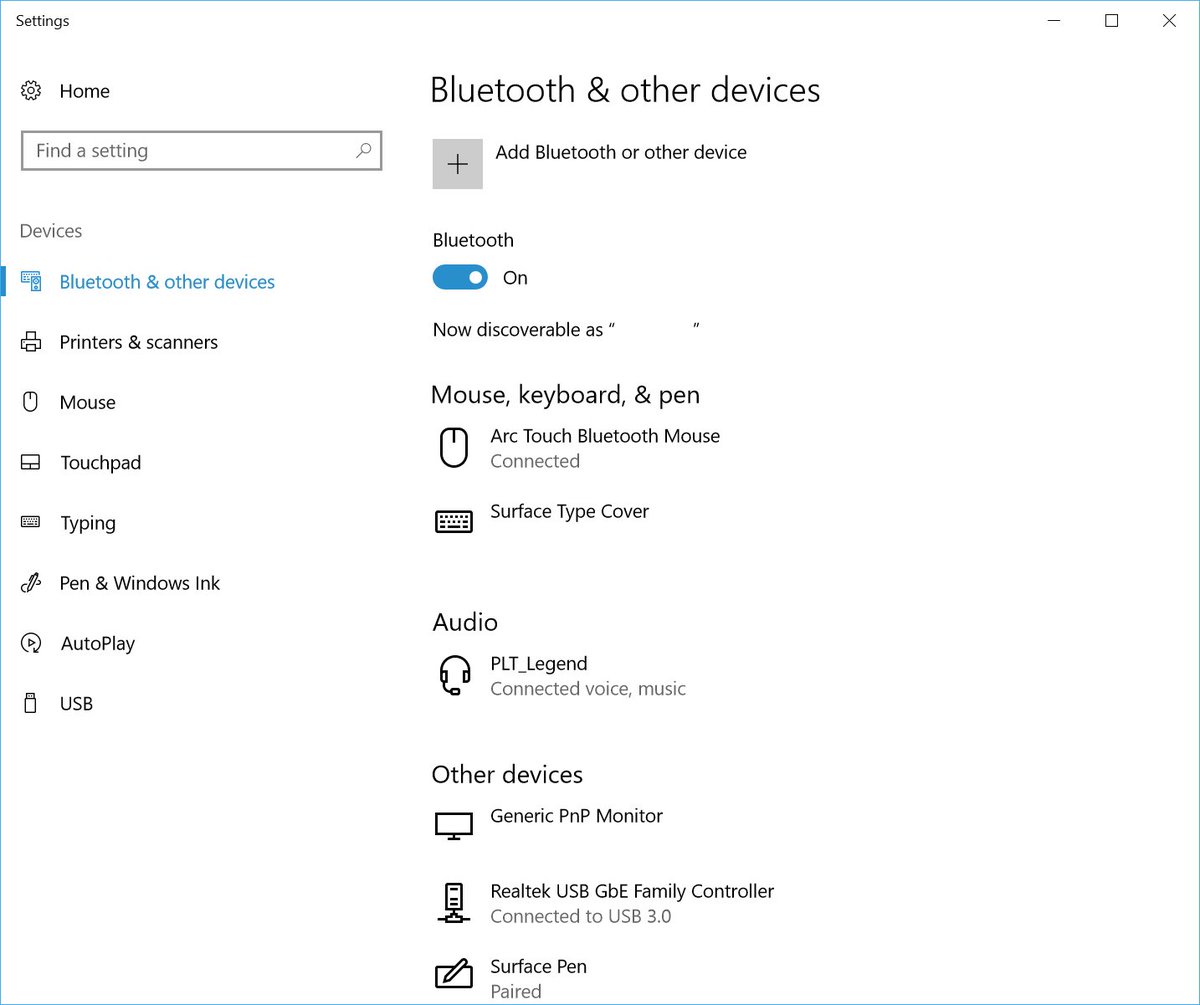 Settings
Home
Find a setting
Devices
Bluetooth & other devices
Printers & scanners
Mouse
Touchpad
Typing
Pen & Windows Ink
AutoPlay
USB
Bluetooth & other devices
Add Bluetooth or other device
Bluetooth
On
Now discoverable as “ ”
Mouse, keyboard, & pen
Arc Touch Bluetooth Mouse
Connected
Surface Type Cover
Audio
PLT_Legend
Connected voice, music
Other devices
Generic PnP Monitor
Realtek USB GbE Family Controller
Connected to USB 3.0
Surface Pen
Paired